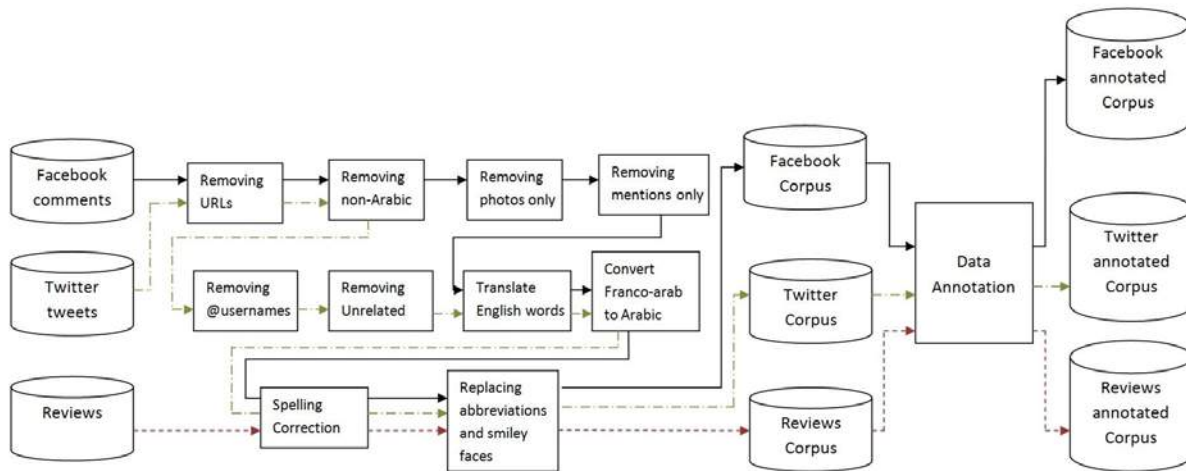 Facebook
annotated
Corpus
Facebook
comments
Removing
URLs
Removing
non-Arabic
Removing
photos only
Removing
mentions only
Facebook
Corpus
Twitter
tweets
Removing
@usernames
Removing
Unrelated
Translate
English words
Convert
Franco-arab
to Arabic
Twitter
Corpus
Data
Annotation
Twitter
annotated
Corpus
Reviews
Spelling
Correction
Replacing
abbreviations
and smiley
faces
Reviews
Corpus
Reviews
annotated
Corpus